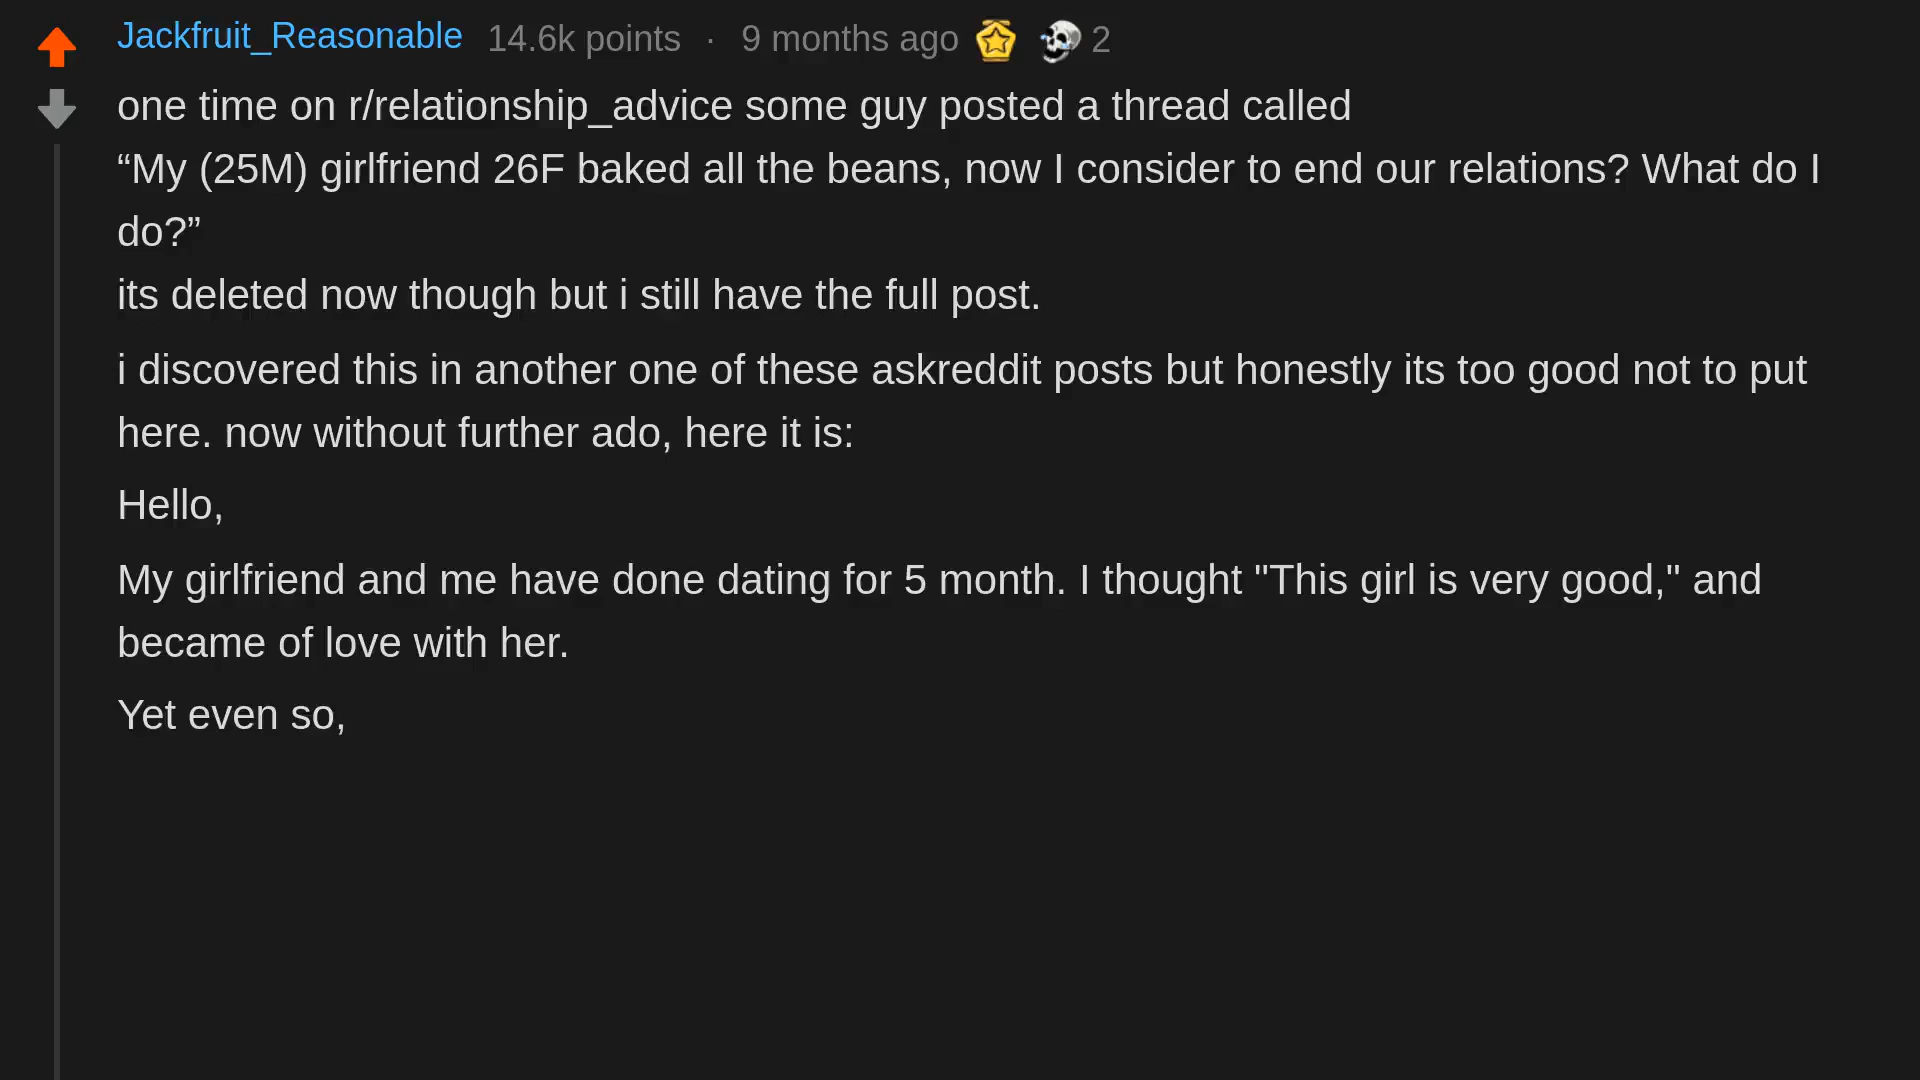 Jackfruit_Reasonable 14.6k points · 9 months ago 2
one time on r/relationship_advice some guy posted a thread called
“My (25M) girlfriend 26F baked all the beans, now I consider to end our relations? What do I
do?”
its deleted now though but i still have the full post.
i discovered this in another one of these askreddit posts but honestly its too good not to put
here. now without further ado, here it is:
Hello,
My girlfriend and me have done dating for 5 month. I thought "This girl is very good," and
became of love with her.
Yet even so,